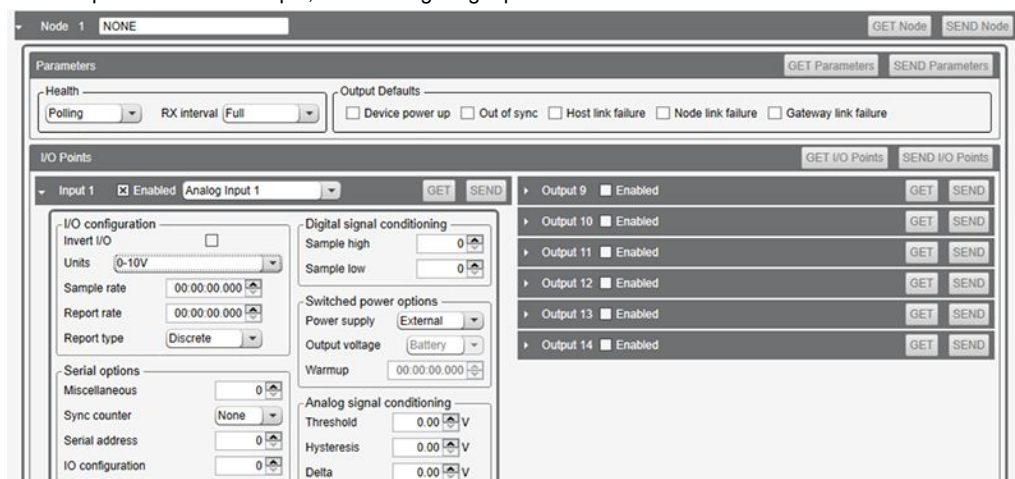 Node 1 NONE GET Node SEND Node
Parameters GET Parameters SEND Parameters
Health
Polling RX interval Full
Output Defaults
Device power up Out of sync Host link failure Node link failure Gateway link failure
I/O Points GET I/O Points SEND I/O Points
Input 1 Enabled Analog Input 1 GET SEND
I/O configuration
Invert I/O
Units 0-10V
Sample rate 00:00:00.000
Report rate 00:00:00.000
Report type Discrete
Serial options
Miscellaneous 0
Sync counter None
Serial address 0
IO configuration 0
Digital signal conditioning
Sample high 0
Sample low 0
Switched power options
Power supply External
Output voltage Battery
Warmup 00:00:00.000
Analog signal conditioning
Threshold 0.00 V
Hysteresis 0.00 V
Delta 0.00 V
Output 9 Enabled GET SEND
Output 10 Enabled GET SEND
Output 11 Enabled GET SEND
Output 12 Enabled GET SEND
Output 13 Enabled GET SEND
Output 14 Enabled GET SEND